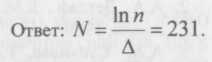 Ответ: N = ln n / Δ = 231.